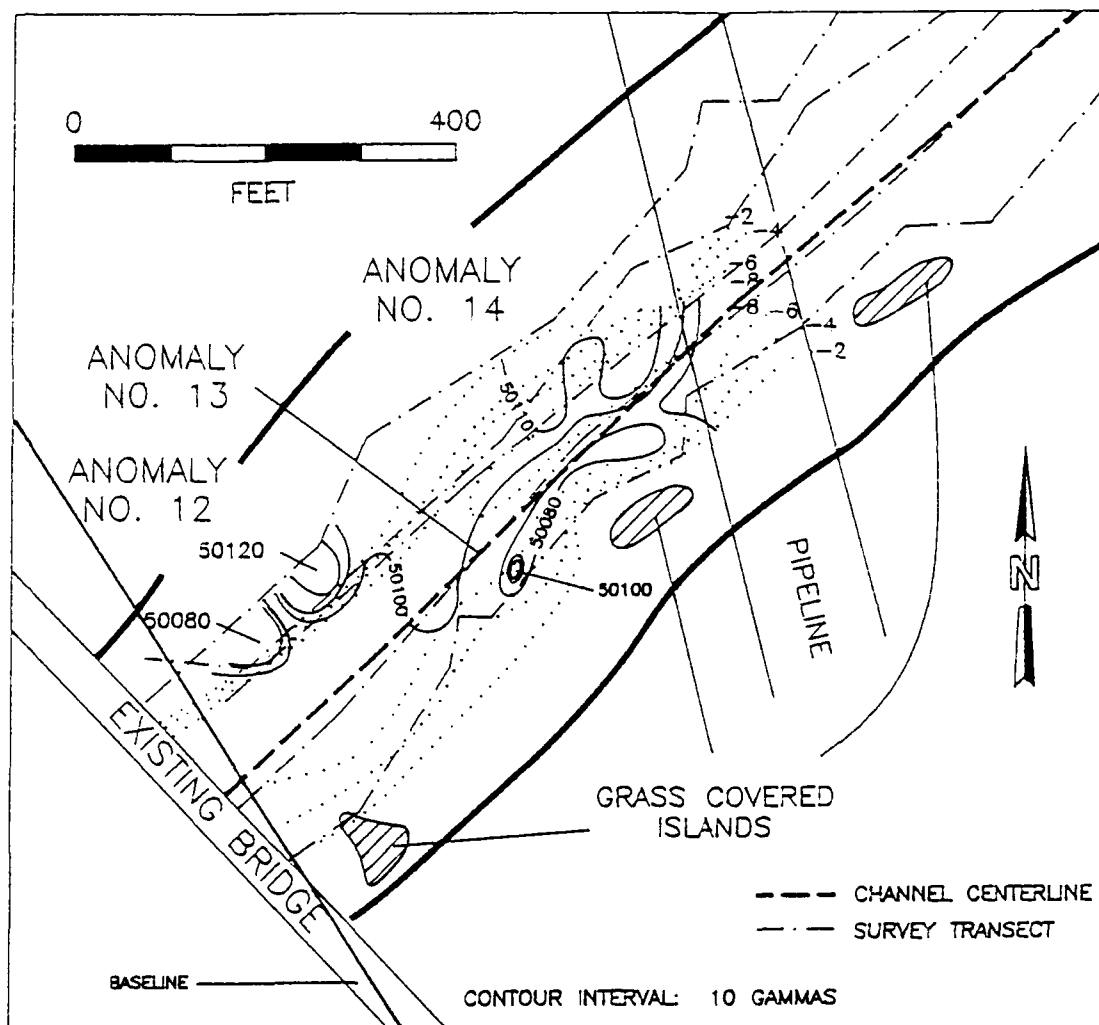 0 400
FEET
ANOMALY
NO. 14
ANOMALY
NO. 13
ANOMALY
NO. 12
-2
-4
-6
-8
-8
-6
-4
-2
50110
50120
50100
50080
50080
50100
PIPELINE
N
EXISTING BRIDGE
GRASS COVERED
ISLANDS
CHANNEL CENTERLINE
SURVEY TRANSECT
BASELINE
CONTOUR INTERVAL: 10 GAMMAS